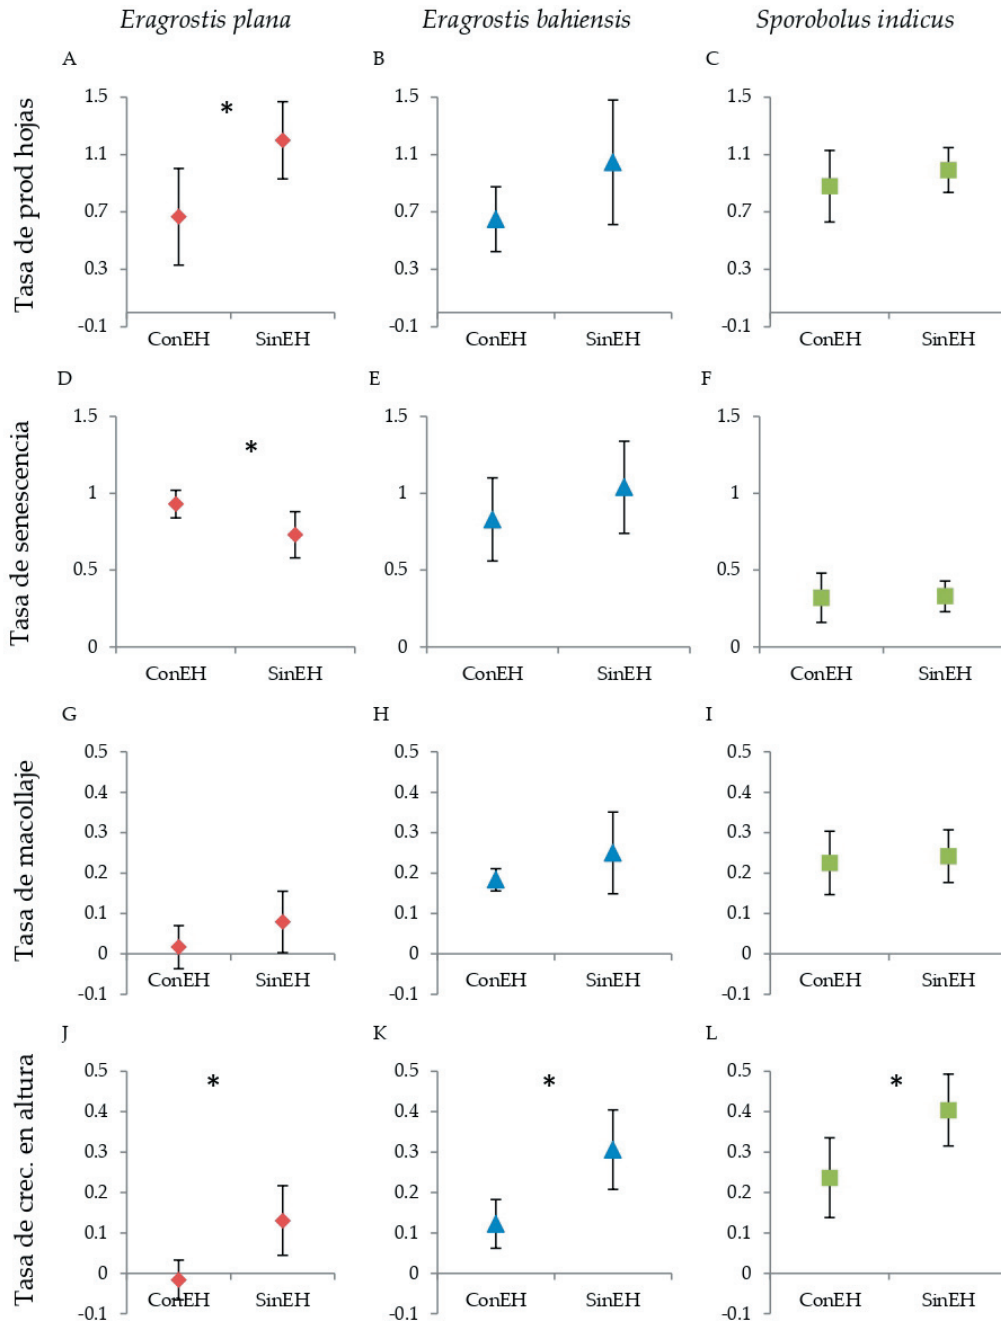 Eragrostis plana Eragrostis bahiensis Sporobolus indicus
A B C
Tasa de prod hojas
1.5 * 1.5 1.5
1.1 1.1 1.1
0.7 0.7 0.7
0.3 0.3 0.3
-0.1 -0.1 -0.1
ConEH SinEH ConEH SinEH ConEH SinEH
D E F
Tasa de senescencia
1.5 * 1.5 1.5
1 1 1
0.5 0.5 0.5
0 0 0
ConEH SinEH ConEH SinEH ConEH SinEH
G H I
Tasa de macollaje
0.5 0.5 0.5
0.4 0.4 0.4
0.3 0.3 0.3
0.2 0.2 0.2
0.1 0.1 0.1
0 0 0
-0.1 -0.1 -0.1
ConEH SinEH ConEH SinEH ConEH SinEH
J K L
Tasa de crec. en altura
0.5 * 0.5 * 0.5 *
0.4 0.4 0.4
0.3 0.3 0.3
0.2 0.2 0.2
0.1 0.1 0.1
0 0 0
-0.1 -0.1 -0.1
ConEH SinEH ConEH SinEH ConEH SinEH